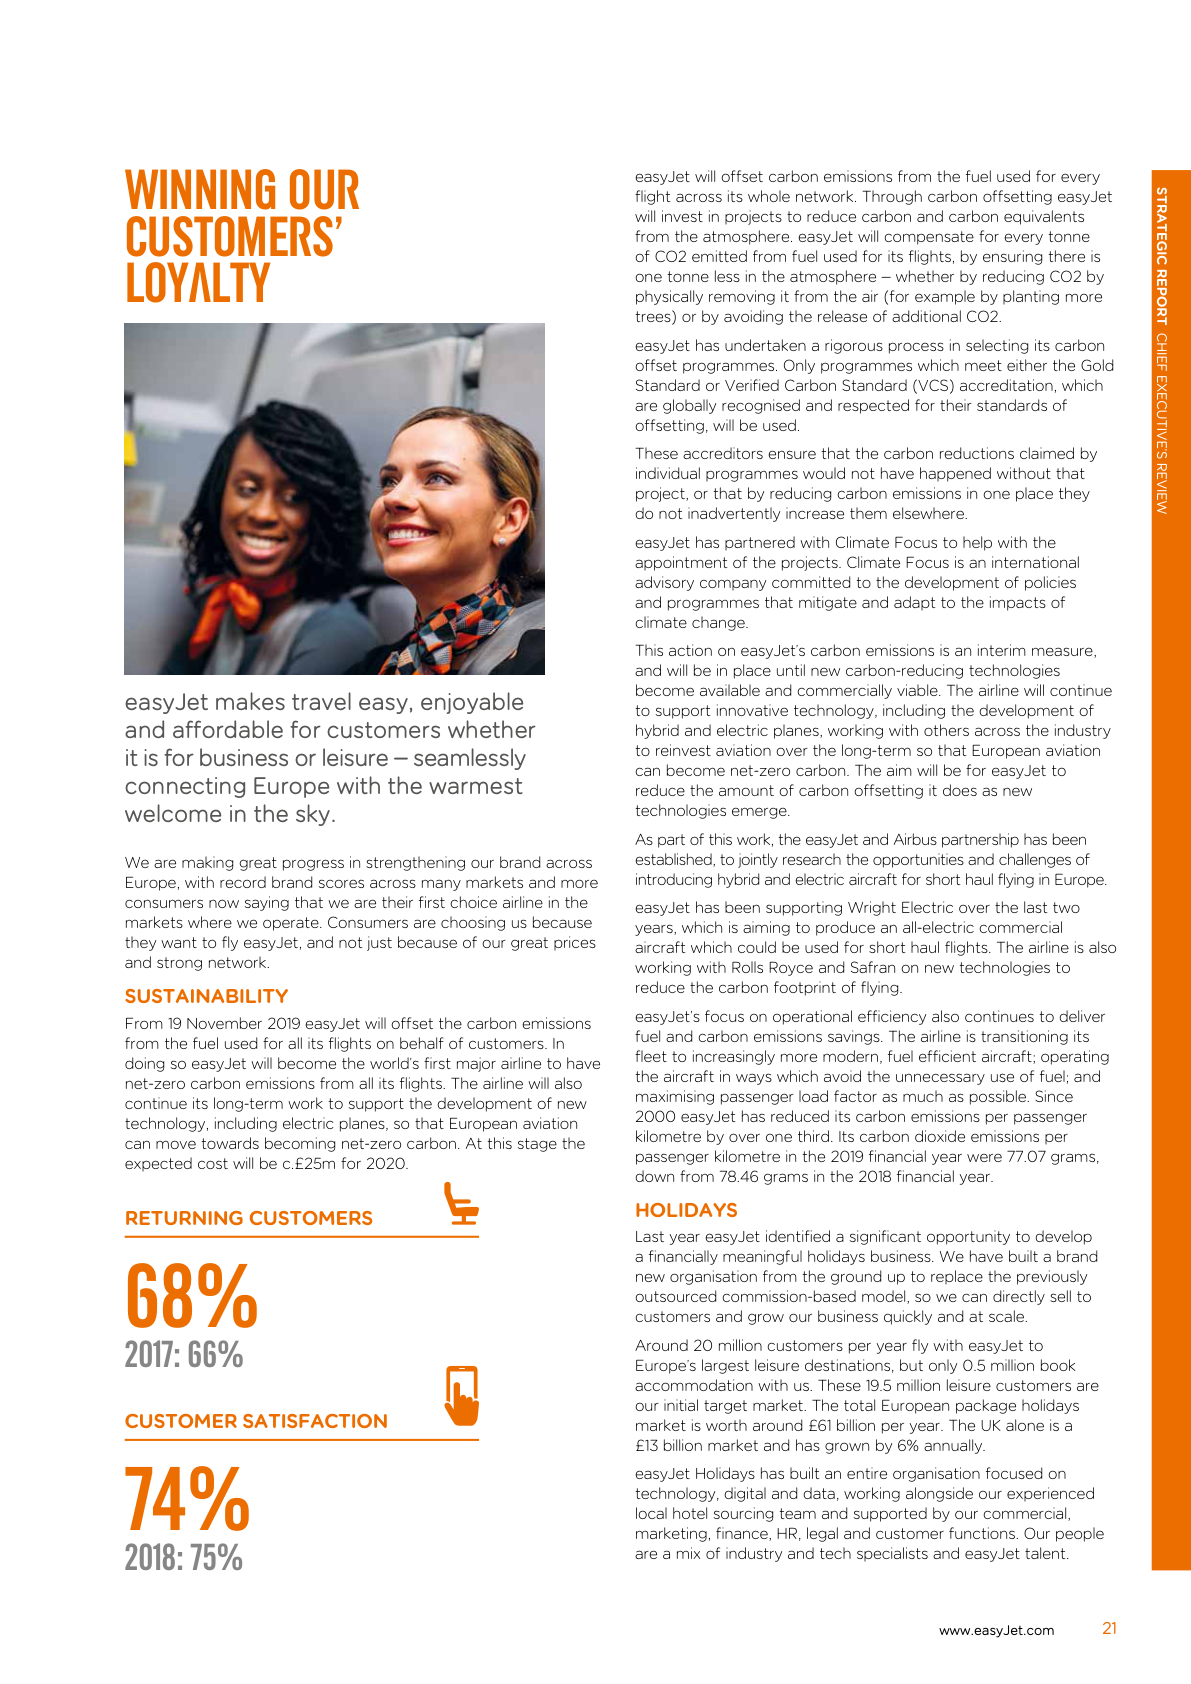 WINNING OUR
CUSTOMERS'
LOYALTY
easyJet makes travel easy, enjoyable
and affordable for customers whether
it is for business or leisure – seamlessly
connecting Europe with the warmest
welcome in the sky.
We are making great progress in strengthening our brand across
Europe, with record brand scores across many markets and more
consumers now saying that we are their first choice airline in the
markets where we operate. Consumers are choosing us because
they want to fly easyJet, and not just because of our great prices
and strong network.
SUSTAINABILITY
From 19 November 2019 easyJet will offset the carbon emissions
from the fuel used for all its flights on behalf of customers. In
doing so easyJet will become the world's first major airline to have
net-zero carbon emissions from all its flights. The airline will also
continue its long-term work to support the development of new
technology, including electric planes, so that European aviation
can move towards becoming net-zero carbon. At this stage the
expected cost will be c.£25m for 2020.
RETURNING CUSTOMERS
68%
2017: 66%
CUSTOMER SATISFACTION
74%
2018: 75%
easyJet will offset carbon emissions from the fuel used for every
flight across its whole network. Through carbon offsetting easyJet
will invest in projects to reduce carbon and carbon equivalents
from the atmosphere. easyJet will compensate for every tonne
of CO2 emitted from fuel used for its flights, by ensuring there is
one tonne less in the atmosphere – whether by reducing CO2 by
physically removing it from the air (for example by planting more
trees) or by avoiding the release of additional CO2.
easyJet has undertaken a rigorous process in selecting its carbon
offset programmes. Only programmes which meet either the Gold
Standard or Verified Carbon Standard (VCS) accreditation, which
are globally recognised and respected for their standards of
offsetting, will be used.
These accreditors ensure that the carbon reductions claimed by
individual programmes would not have happened without that
project, or that by reducing carbon emissions in one place they
do not inadvertently increase them elsewhere.
easyJet has partnered with Climate Focus to help with the
appointment of the projects. Climate Focus is an international
advisory company committed to the development of policies
and programmes that mitigate and adapt to the impacts of
climate change.
This action on easyJet's carbon emissions is an interim measure,
and will be in place until new carbon-reducing technologies
become available and commercially viable. The airline will continue
to support innovative technology, including the development of
hybrid and electric planes, working with others across the industry
to reinvest aviation over the long-term so that European aviation
can become net-zero carbon. The aim will be for easyJet to
reduce the amount of carbon offsetting it does as new
technologies emerge.
As part of this work, the easyJet and Airbus partnership has been
established, to jointly research the opportunities and challenges of
introducing hybrid and electric aircraft for short haul flying in Europe.
easyJet has been supporting Wright Electric over the last two
years, which is aiming to produce an all-electric commercial
aircraft which could be used for short haul flights. The airline is also
working with Rolls Royce and Safran on new technologies to
reduce the carbon footprint of flying.
easyJet's focus on operational efficiency also continues to deliver
fuel and carbon emissions savings. The airline is transitioning its
fleet to increasingly more modern, fuel efficient aircraft; operating
the aircraft in ways which avoid the unnecessary use of fuel; and
maximising passenger load factor as much as possible. Since
2000 easyJet has reduced its carbon emissions per passenger
kilometre by over one third. Its carbon dioxide emissions per
passenger kilometre in the 2019 financial year were 77.07 grams,
down from 78.46 grams in the 2018 financial year.
HOLIDAYS
Last year easyJet identified a significant opportunity to develop
a financially meaningful holidays business. We have built a brand
new organisation from the ground up to replace the previously
outsourced commission-based model, so we can directly sell to
customers and grow our business quickly and at scale.
Around 20 million customers per year fly with easyJet to
Europe's largest leisure destinations, but only 0.5 million book
accommodation with us. These 19.5 million leisure customers are
our initial target market. The total European package holidays
market is worth around £61 billion per year. The UK alone is a
£13 billion market and has grown by 6% annually.
easyJet Holidays has built an entire organisation focused on
technology, digital and data, working alongside our experienced
local hotel sourcing team and supported by our commercial,
marketing, finance, HR, legal and customer functions. Our people
are a mix of industry and tech specialists and easyJet talent.
STRATEGIC REPORT CHIEF EXECUTIVE'S REVIEW
www.easyJet.com 21